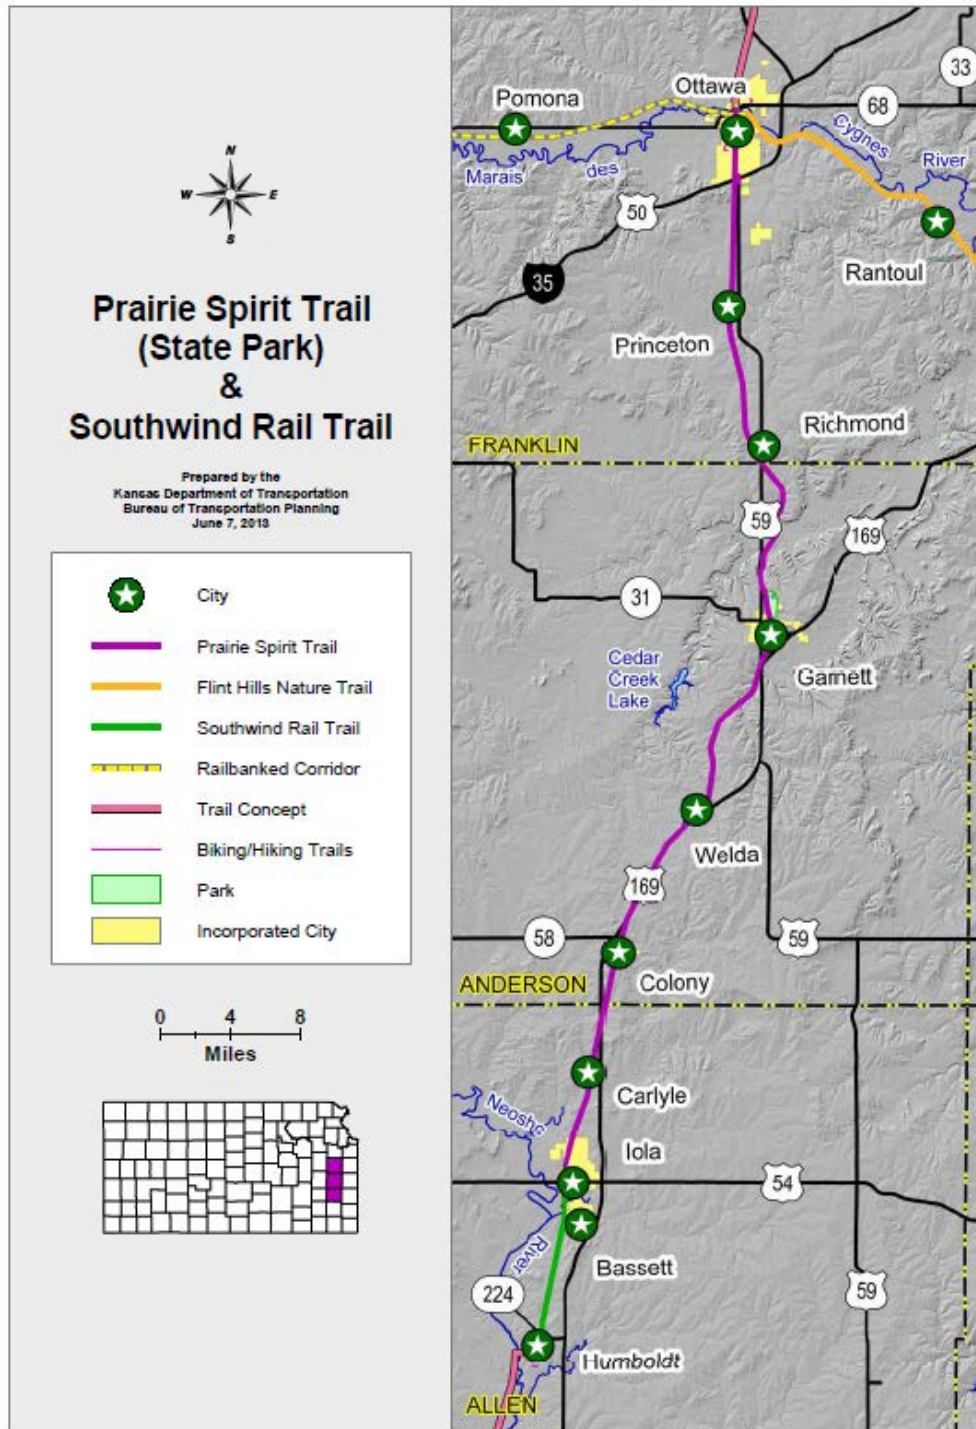 N
W E
S
Prairie Spirit Trail
(State Park)
&
Southwind Rail Trail
Prepared by the
Kansas Department of Transportation
Bureau of Transportation Planning
June 7, 2013
City
Prairie Spirit Trail
Flint Hills Nature Trail
Southwind Rail Trail
Railbanked Corridor
Trail Concept
Biking/Hiking Trails
Park
Incorporated City
0 4 8
Miles
33
Ottawa
Pomona
68
Cygnes
River
Marais
des
50
Rantoul
35
Princeton
Richmond
FRANKLIN
59
169
31
Cedar
Creek
Lake
Garnett
Welda
169
58
59
ANDERSON
Colony
Carlyle
Neosho
Iola
54
River
Bassett
224
59
Humboldt
ALLEN